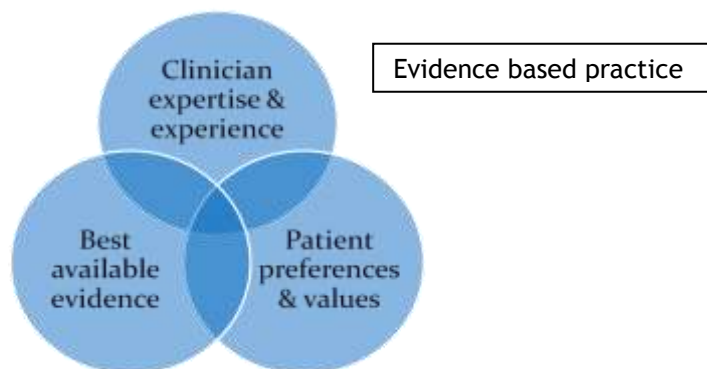 Clinician
expertise &
experience
Evidence based practice
Best
available
evidence
Patient
preferences
& values